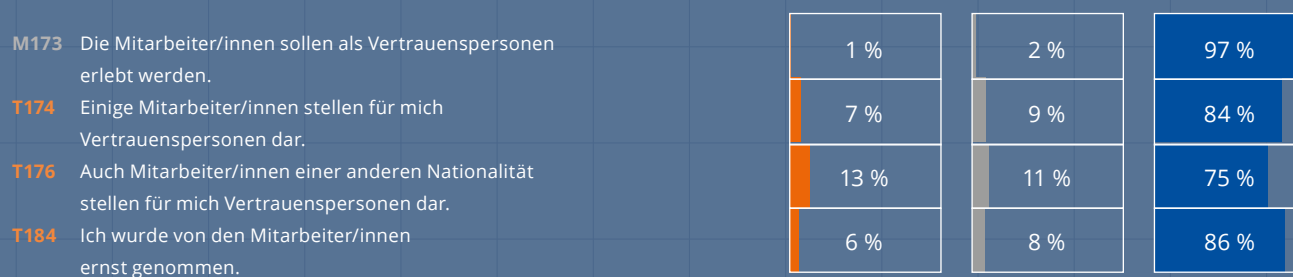 M173 Die Mitarbeiter/innen sollen als Vertrauenspersonen
erlebt werden.
1 % 2 % 97 %
T174 Einige Mitarbeiter/innen stellen für mich
Vertrauenspersonen dar.
7 % 9 % 84 %
T176 Auch Mitarbeiter/innen einer anderen Nationalität
stellen für mich Vertrauenspersonen dar.
13 % 11 % 75 %
T184 Ich wurde von den Mitarbeiter/innen
ernst genommen.
6 % 8 % 86 %